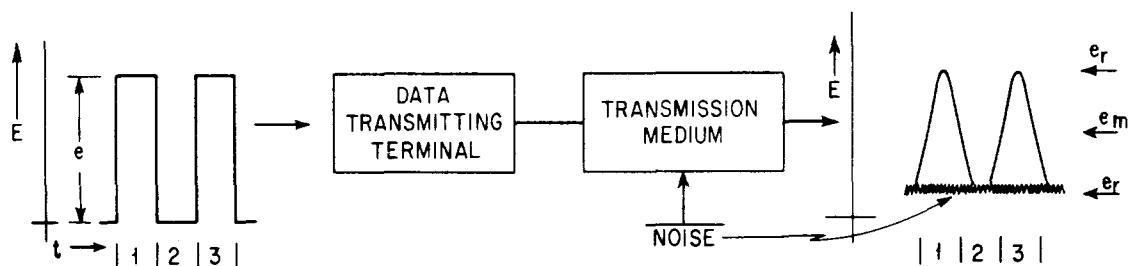 E
e
t
1 2 3
DATA
TRANSMITTING
TERMINAL
TRANSMISSION
MEDIUM
NOISE
E
e_r
e_m
e_r
1 2 3